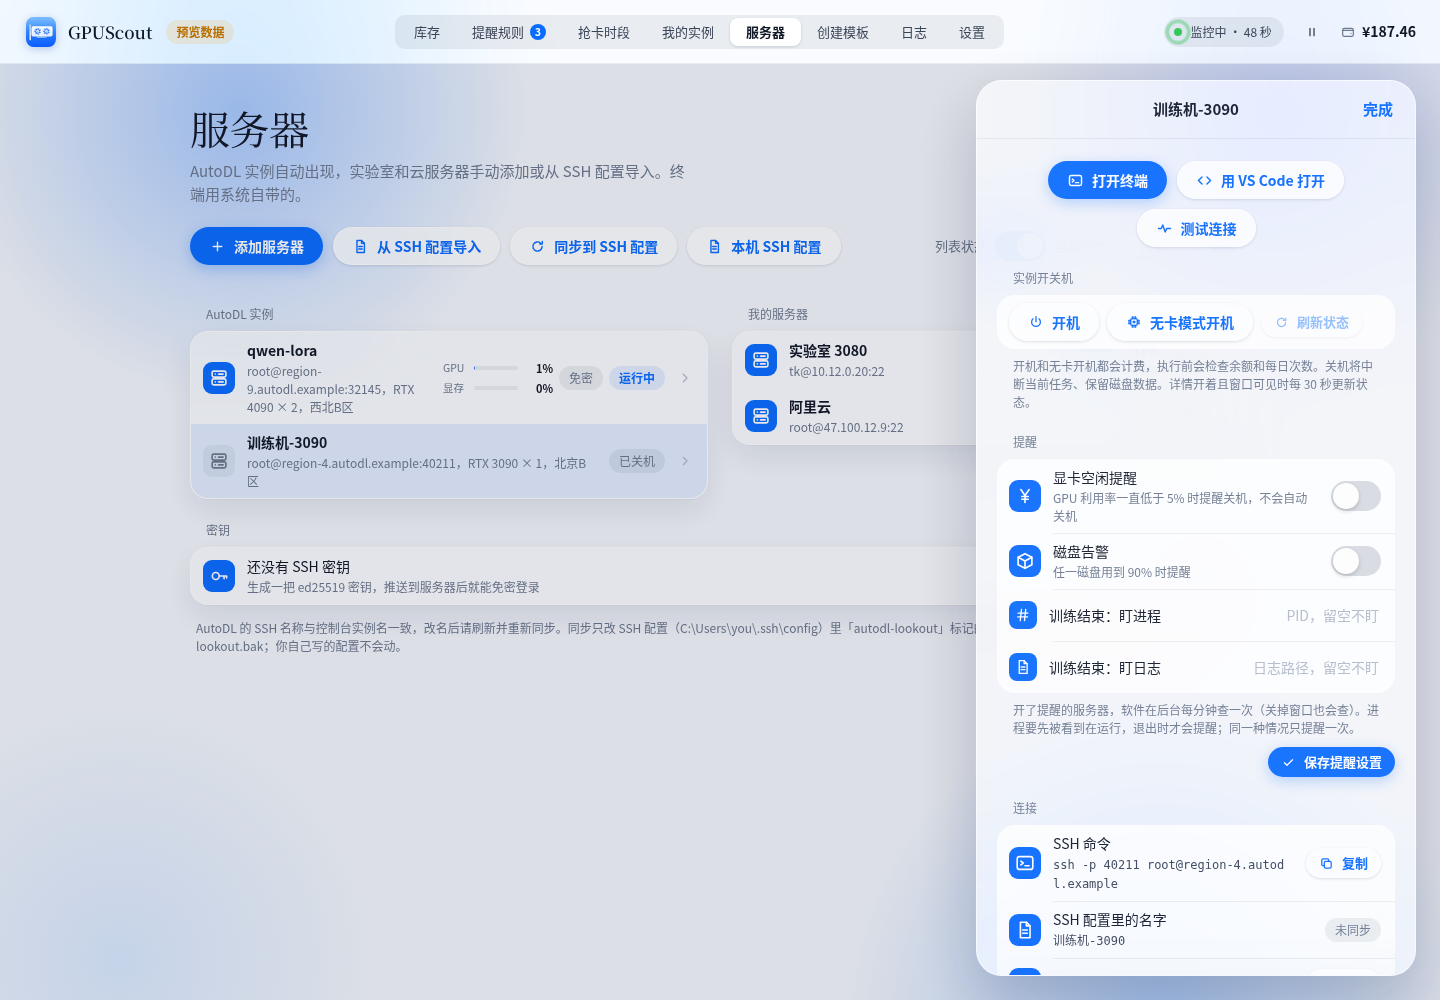 GPUScout
预览数据
库存
提醒规则 3
抢卡时段
我的实例
服务器
创建模板
日志
设置
监控中 · 48 秒
¥187.46
服务器
AutoDL 实例自动出现，实验室和云服务器手动添加或从 SSH 配置导入。终
端用系统自带的。
添加服务器
从 SSH 配置导入
同步到 SSH 配置
本机 SSH 配置
列表状
AutoDL 实例
qwen-lora
root@region-
9.autodl.example:32145，RTX
4090 × 2，西北B区
GPU 1%
显存 0%
免密
运行中
训练机-3090
root@region-4.autodl.example:40211，RTX 3090 × 1，北京B
区
已关机
我的服务器
实验室 3080
tk@10.12.0.20:22
阿里云
root@47.100.12.9:22
密钥
还没有 SSH 密钥
生成一把 ed25519 密钥，推送到服务器后就能免密登录
AutoDL 的 SSH 名称与控制台实例名一致，改名后请刷新并重新同步。同步只改 SSH 配置（C:\Users\you\.ssh\config）里「autodl-lookout」标记
lookout.bak；你自己写的配置不会动。
训练机-3090
完成
打开终端
用 VS Code 打开
测试连接
实例开关机
开机
无卡模式开机
刷新状态
开机和无卡开机都会计费，执行前会检查余额和每日次数。关机将中
断当前任务、保留磁盘数据。详情开着且窗口可见时每 30 秒更新状
态。
提醒
显卡空闲提醒
GPU 利用率一直低于 5% 时提醒关机，不会自动
关机
磁盘告警
任一磁盘用到 90% 时提醒
训练结束：盯进程
PID，留空不盯
训练结束：盯日志
日志路径，留空不盯
开了提醒的服务器，软件在后台每分钟查一次（关掉窗口也会查）。进
程要先被看到在运行，退出时才会提醒；同一种情况只提醒一次。
保存提醒设置
连接
SSH 命令
ssh -p 40211 root@region-4.autod
l.example
复制
SSH 配置里的名字
训练机-3090
未同步